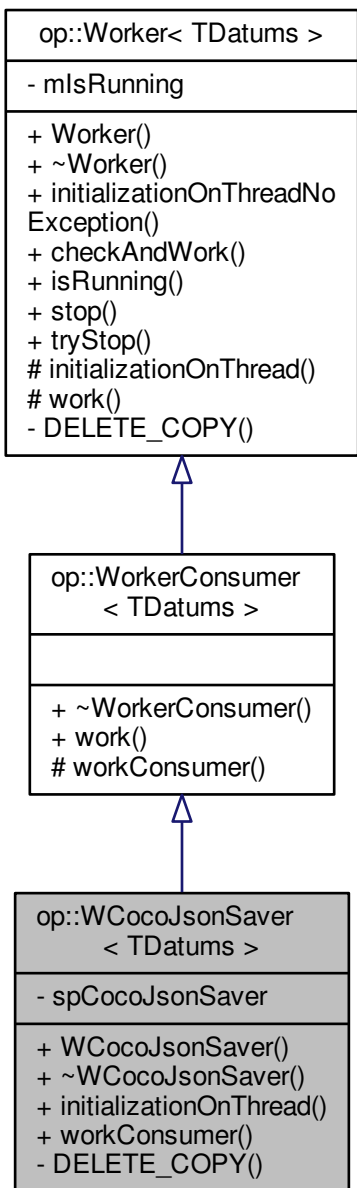 op::Worker< TDatums >
- mIsRunning
+ Worker()
+ ~Worker()
+ initializationOnThreadNo
Exception()
+ checkAndWork()
+ isRunning()
+ stop()
+ tryStop()
# initializationOnThread()
# work()
- DELETE_COPY()
op::WorkerConsumer
< TDatums >
+ ~WorkerConsumer()
+ work()
# workConsumer()
op::WCocoJsonSaver
< TDatums >
- spCocoJsonSaver
+ WCocoJsonSaver()
+ ~WCocoJsonSaver()
+ initializationOnThread()
+ workConsumer()
- DELETE_COPY()